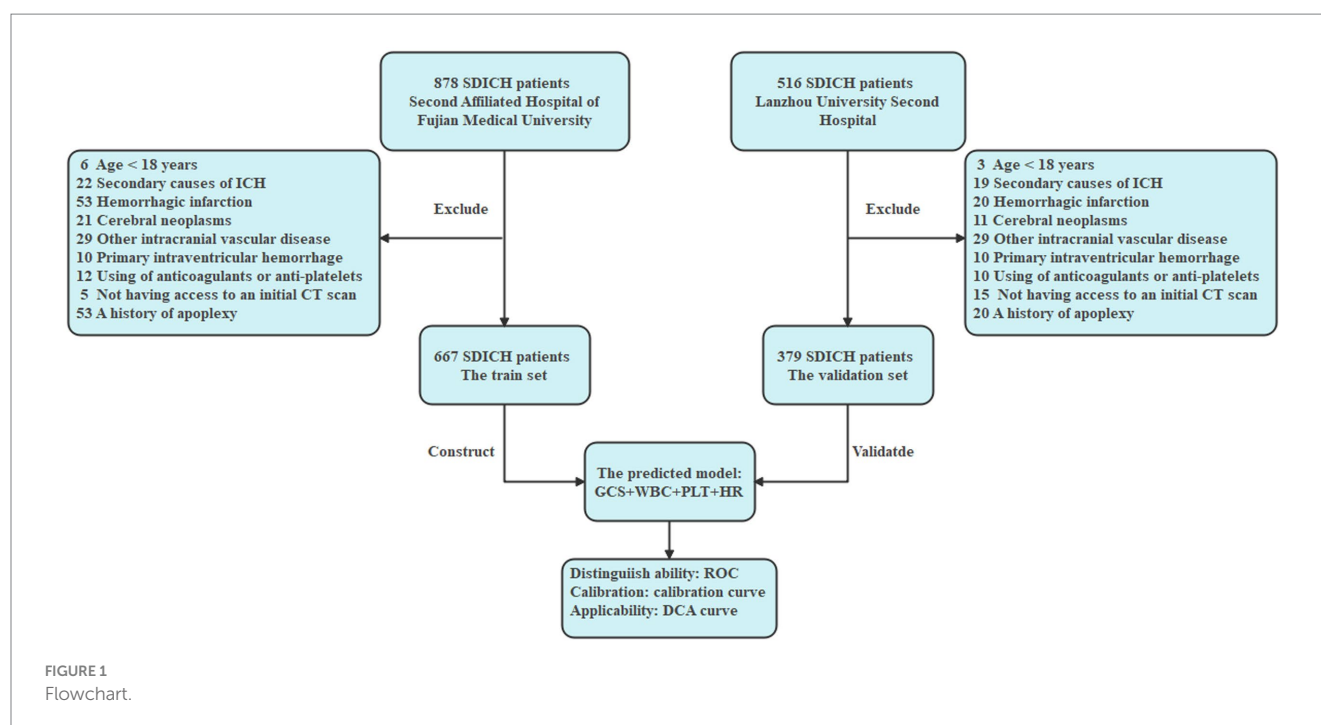 878 SDICH patients
Second Affiliated Hospital of
Fujian Medical University
516 SDICH patients
Lanzhou University Second
Hospital
6 Age < 18 years
22 Secondary causes of ICH
53 Hemorrhagic infarction
21 Cerebral neoplasms
29 Other intracranial vascular disease
10 Primary intraventricular hemorrhage
12 Using of anticoagulants or anti-platelets
5 Not having access to an initial CT scan
53 A history of apoplexy
Exclude
Exclude
3 Age < 18 years
19 Secondary causes of ICH
20 Hemorrhagic infarction
11 Cerebral neoplasms
29 Other intracranial vascular disease
10 Primary intraventricular hemorrhage
10 Using of anticoagulants or anti-platelets
15 Not having access to an initial CT scan
20 A history of apoplexy
667 SDICH patients
The train set
379 SDICH patients
The validation set
Construct
Validatde
The predicted model:
GCS+WBC+PLT+HR
Distinguiish ability: ROC
Calibration: calibration curve
Applicability: DCA curve
FIGURE 1
Flowchart.